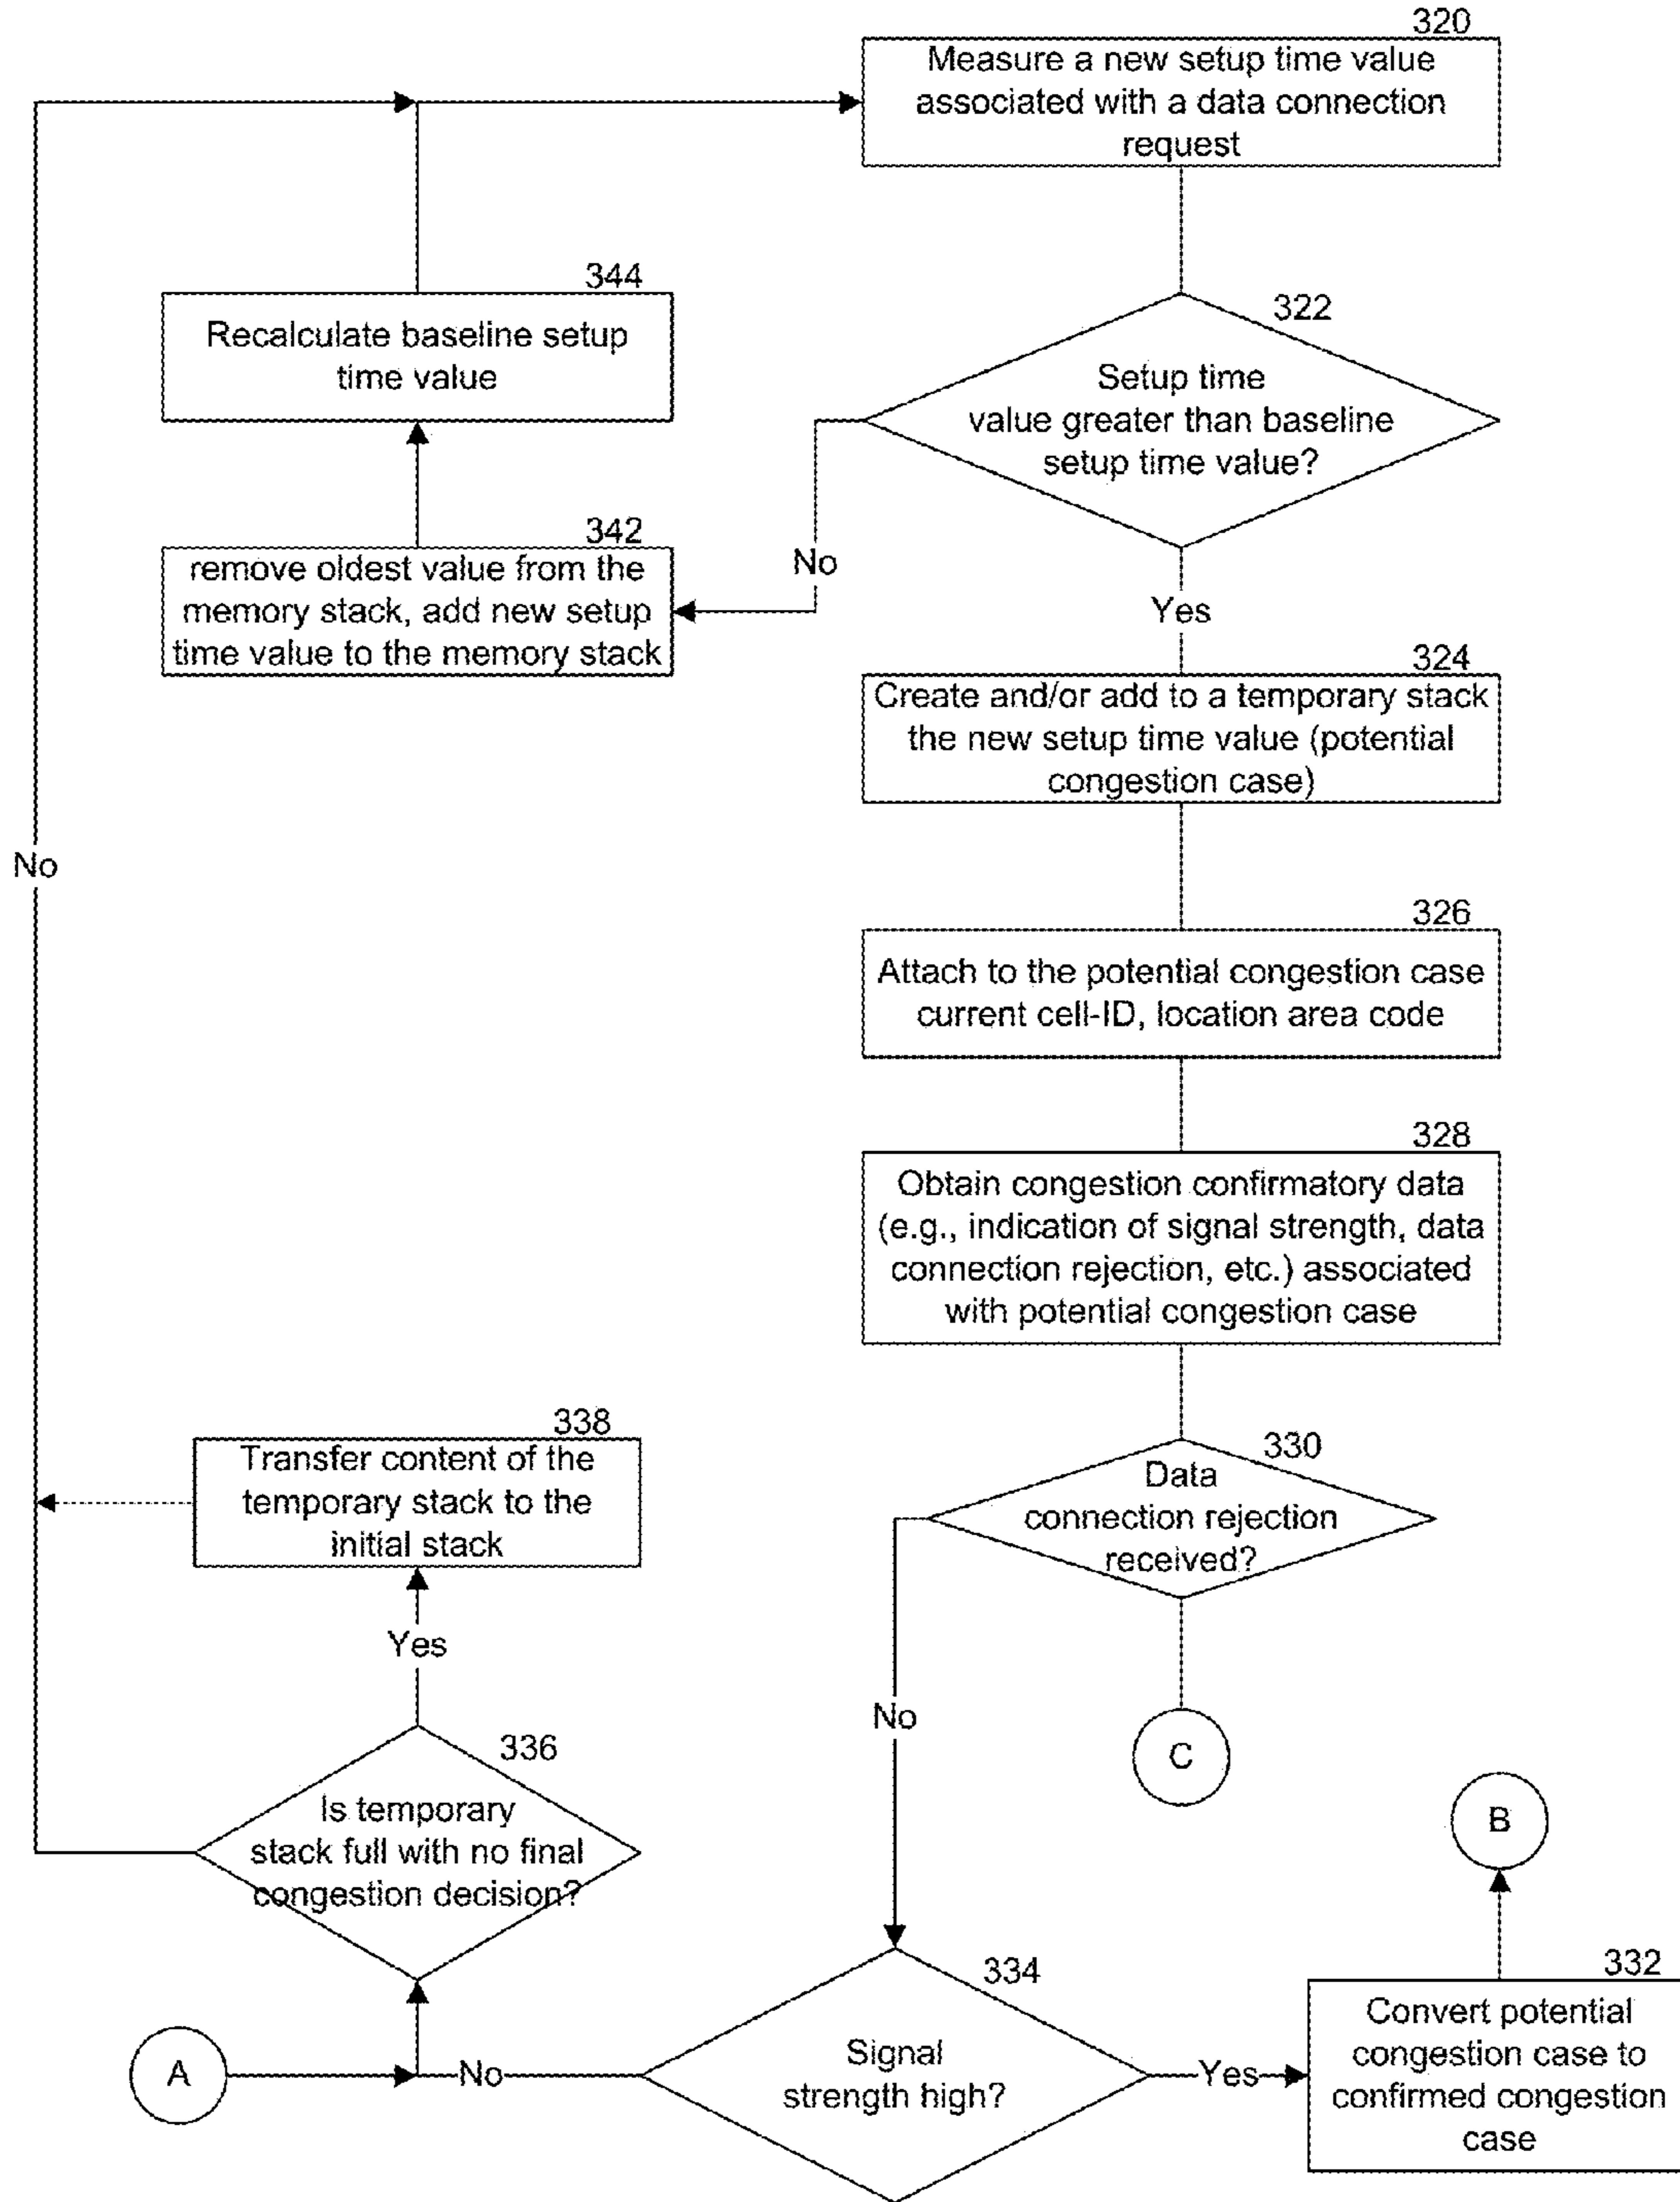 320
Measure a new setup time value
associated with a data connection
request
344
Recalculate baseline setup
time value
322
Setup time
value greater than baseline
setup time value?
342
remove oldest value from the
memory stack, add new setup
time value to the memory stack
No
Yes
324
Create and/or add to a temporary stack
the new setup time value (potential
congestion case)
No
326
Attach to the potential congestion case
current cell-ID, location area code
328
Obtain congestion confirmatory data
(e.g., indication of signal strength, data
connection rejection, etc.) associated
with potential congestion case
338
Transfer content of the
temporary stack to the
initial stack
330
Data
connection rejection
received?
Yes
No
C
336
Is temporary
stack full with no final
congestion decision?
B
334
Signal
strength high?
332
Convert potential
congestion case to
confirmed congestion
case
A
No
Yes